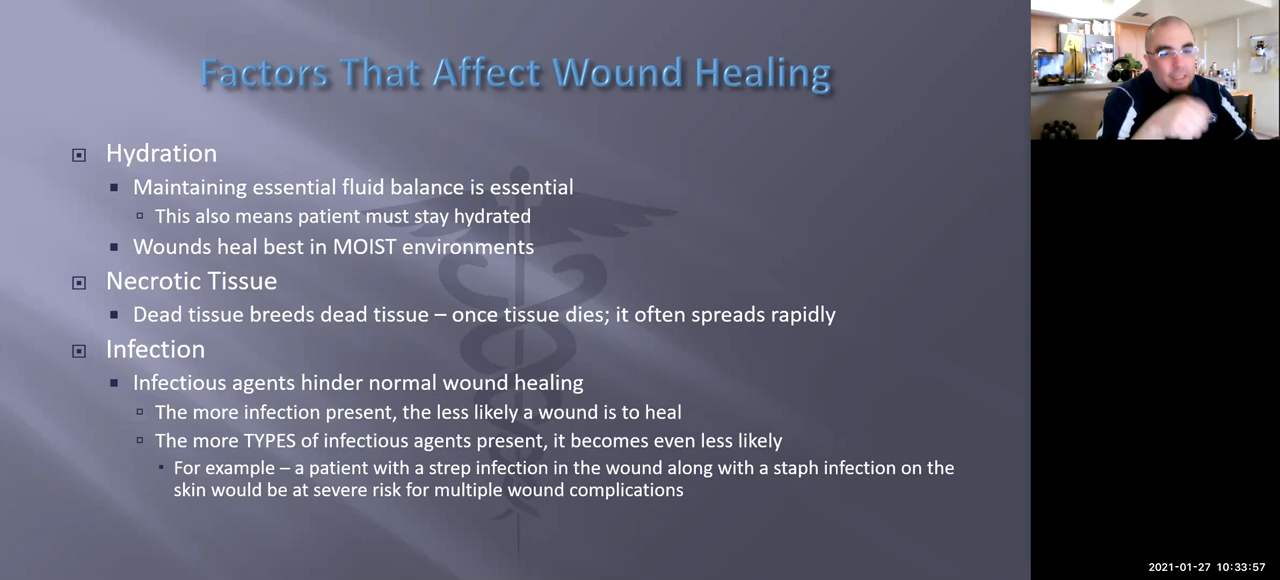 Factors That Affect Wound Healing
Hydration
Maintaining essential fluid balance is essential
This also means patient must stay hydrated
Wounds heal best in MOIST environments
Necrotic Tissue
Dead tissue breeds dead tissue – once tissue dies; it often spreads rapidly
Infection
Infectious agents hinder normal wound healing
The more infection present, the less likely a wound is to heal
The more TYPES of infectious agents present, it becomes even less likely
For example – a patient with a strep infection in the wound along with a staph infection on the
skin would be at severe risk for multiple wound complications
2021-01-27 10:33:57